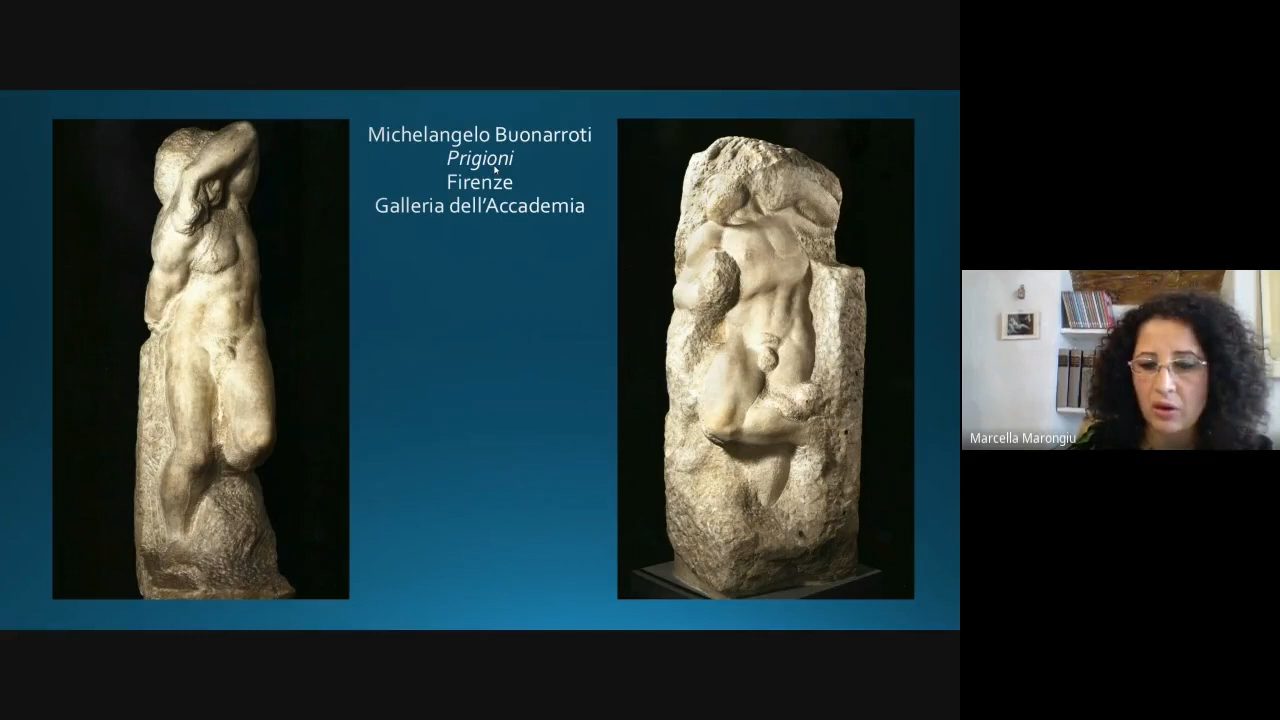 Michelangelo Buonarroti
Prigioni
Firenze
Galleria dell’Accademia
Marcella Marongiu